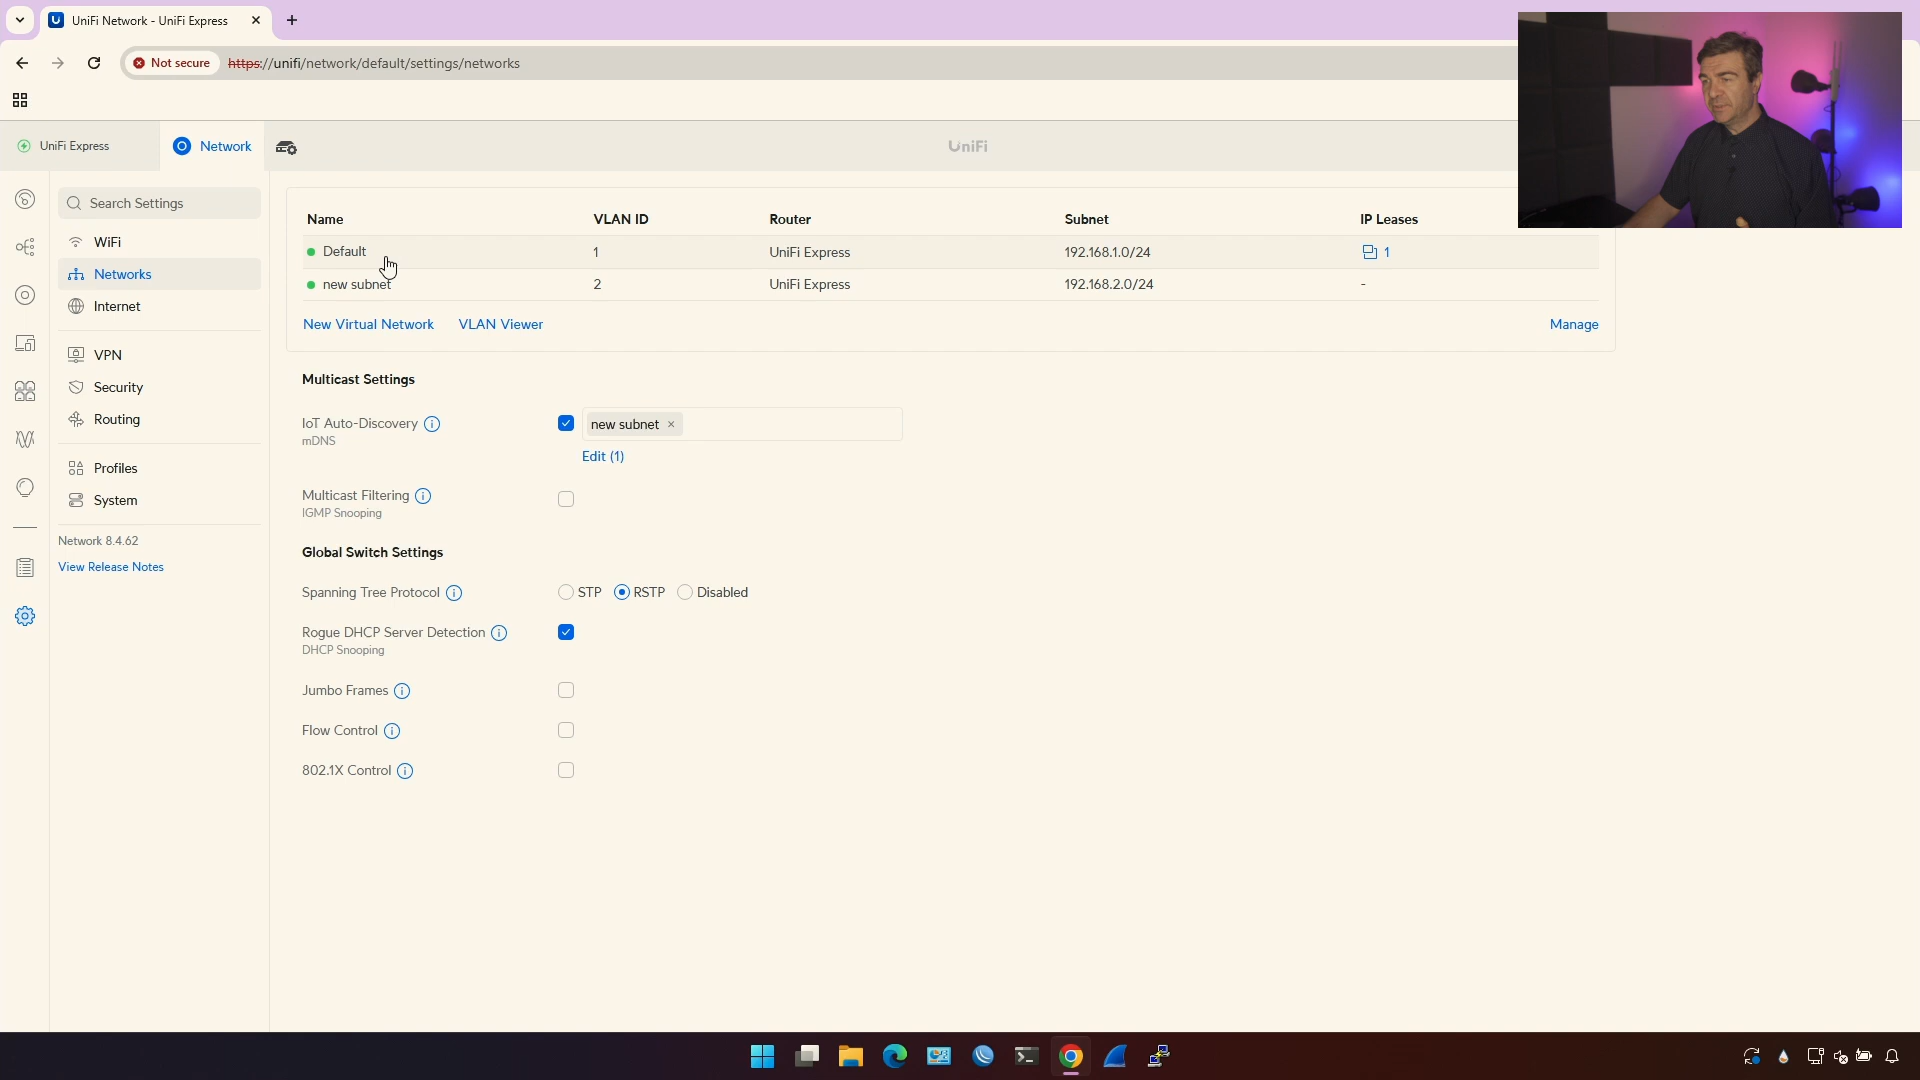 UniFi Network - UniFi Express
Not secure
https://unifi/network/default/settings/networks
UniFi Express
Network
UniFi
Search Settings
WiFi
Networks
Internet
VPN
Security
Routing
Profiles
System
Network 8.4.62
View Release Notes
Name VLAN ID Router Subnet IP Leases
Default 1 UniFi Express 192.168.1.0/24 1
new subnet 2 UniFi Express 192.168.2.0/24 -
New Virtual Network VLAN Viewer Manage
Multicast Settings
IoT Auto-Discovery new subnet ×
mDNS
Edit (1)
Multicast Filtering
IGMP Snooping
Global Switch Settings
Spanning Tree Protocol STP RSTP Disabled
Rogue DHCP Server Detection
DHCP Snooping
Jumbo Frames
Flow Control
802.1X Control